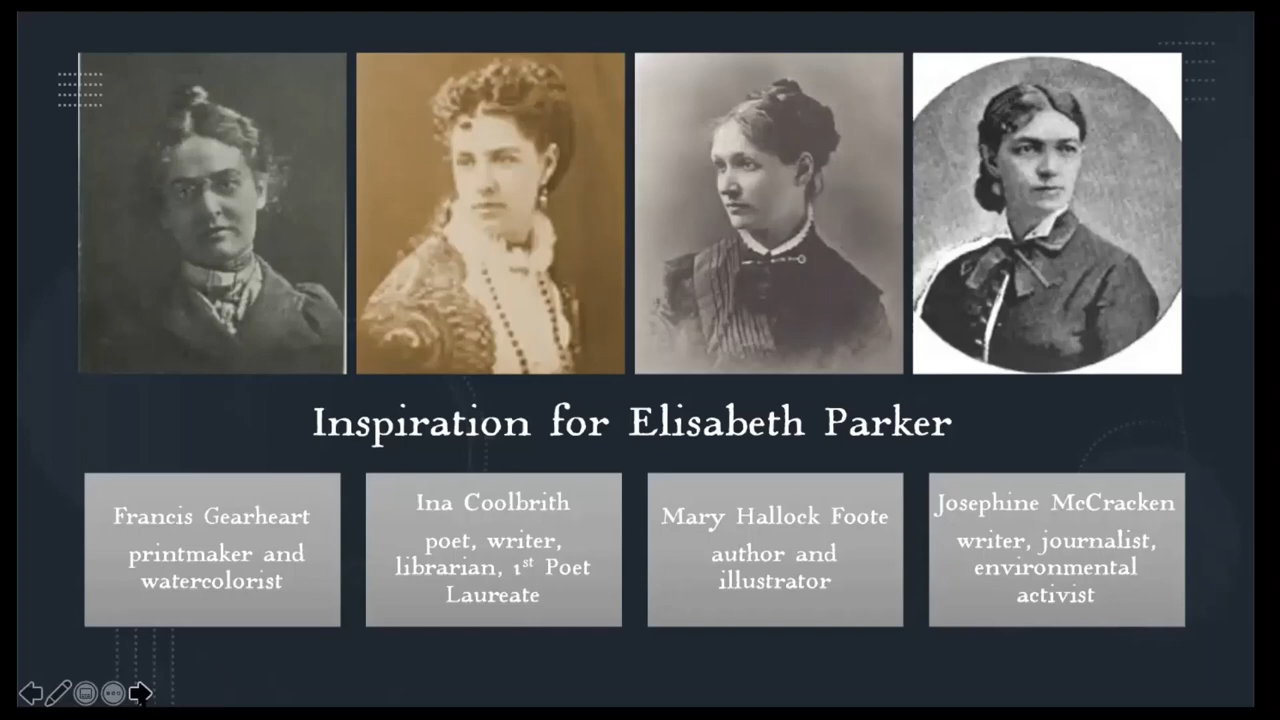 Inspiration for Elisabeth Parker
Francis Gearheart
printmaker and
watercolorist
Ina Coolbrith
poet, writer,
librarian, 1st Poet
Laureate
Mary Hallock Foote
author and
illustrator
Josephine McCracken
writer, journalist,
environmental
activist